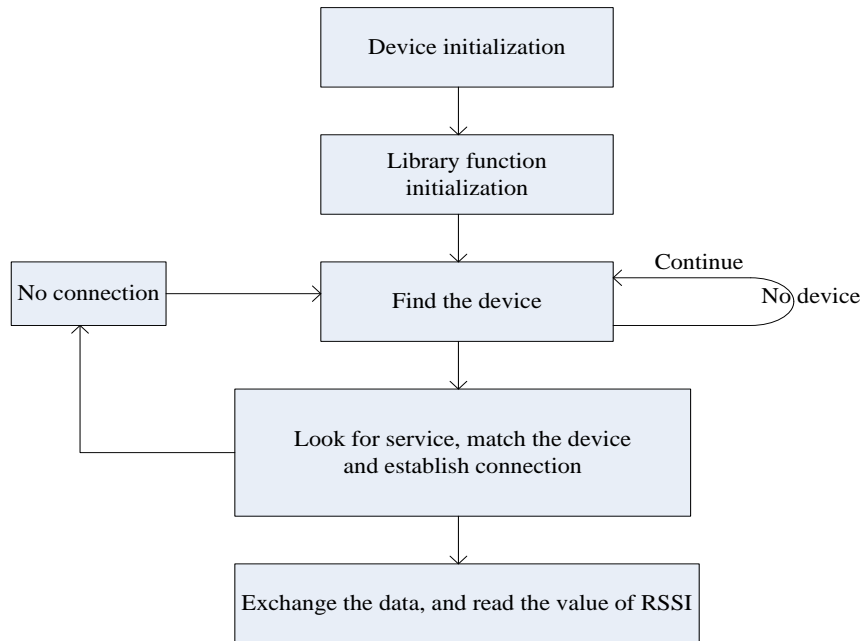 Device initialization
Library function
initialization
Continue
No connection
Find the device
No device
Look for service, match the device
and establish connection
Exchange the data, and read the value of RSSI